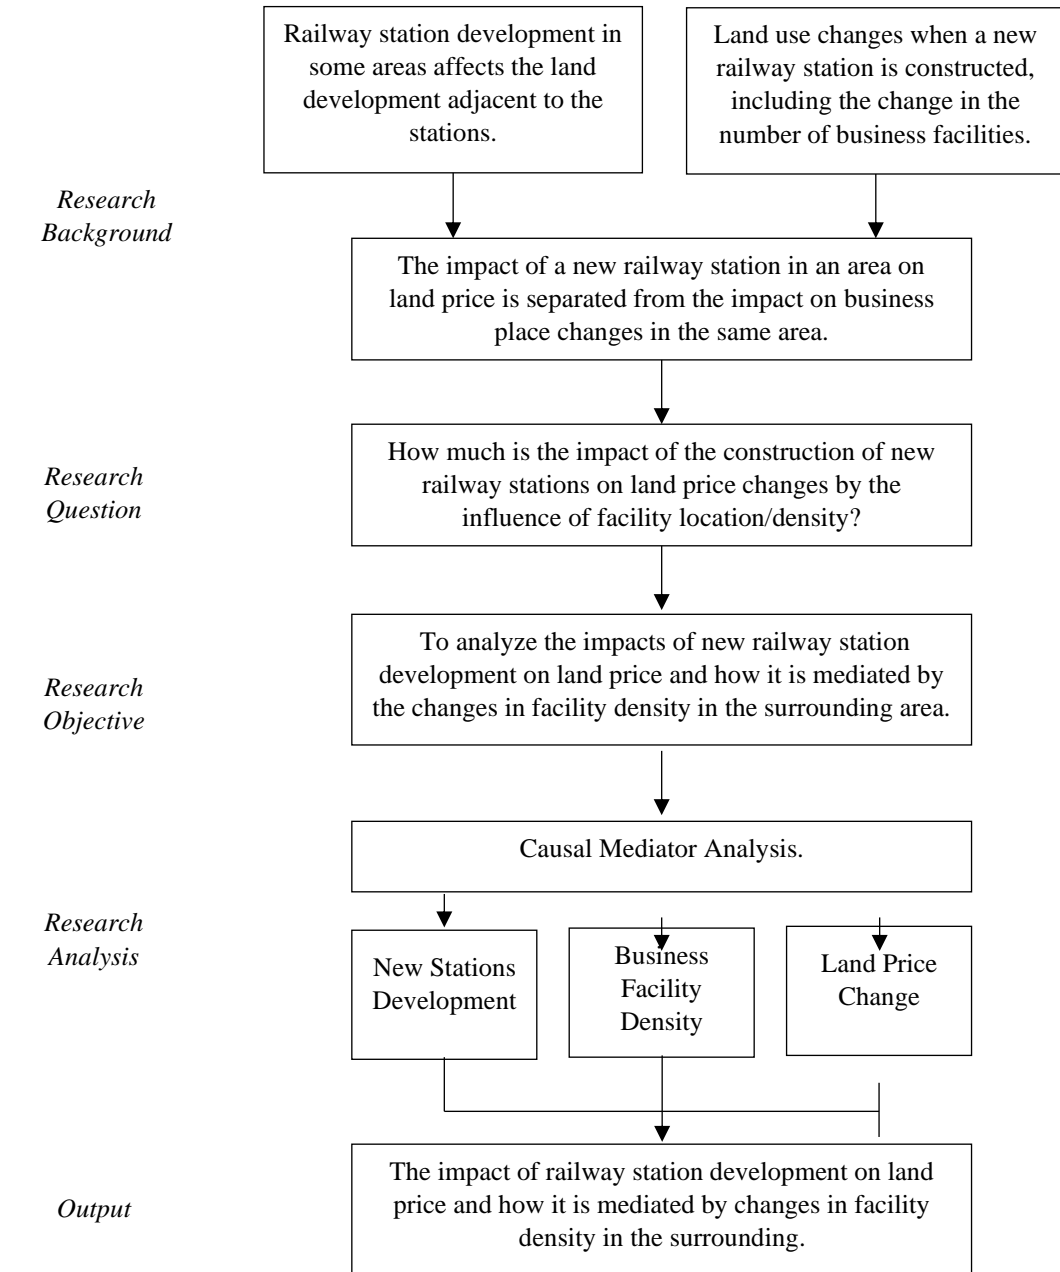 Railway station development in
some areas affects the land
development adjacent to the
stations.
Land use changes when a new
railway station is constructed,
including the change in the
number of business facilities.
Research
Background
The impact of a new railway station in an area on
land price is separated from the impact on business
place changes in the same area.
Research
Question
How much is the impact of the construction of new
railway stations on land price changes by the
influence of facility location/density?
Research
Objective
To analyze the impacts of new railway station
development on land price and how it is mediated by
the changes in facility density in the surrounding area.
Causal Mediator Analysis.
Research
Analysis
New Stations
Development
Business
Facility
Density
Land Price
Change
Output
The impact of railway station development on land
price and how it is mediated by changes in facility
density in the surrounding.